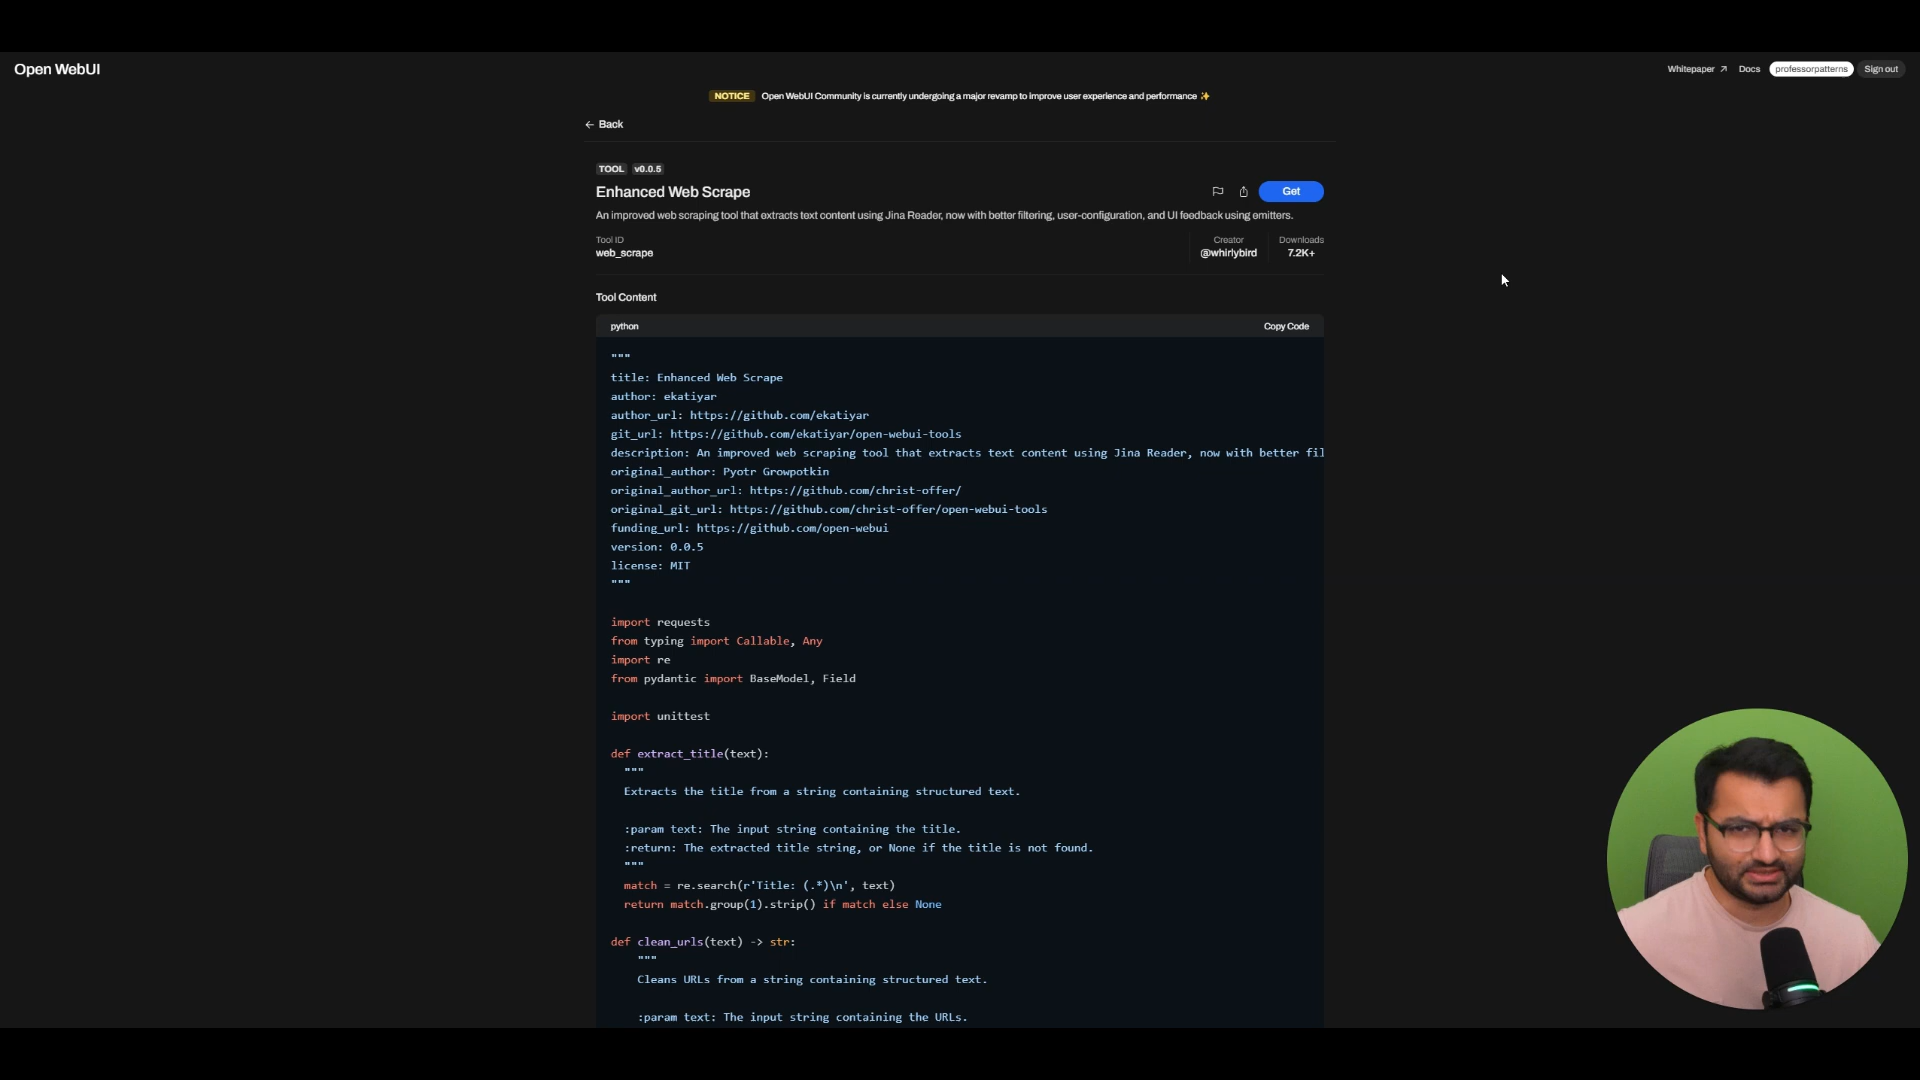 Open WebUI
Whitepaper ↗ Docs professorpatterns Sign out
NOTICE Open WebUI Community is currently undergoing a major revamp to improve user experience and performance ✨
← Back
TOOL v0.0.5
Enhanced Web Scrape
Get
An improved web scraping tool that extracts text content using Jina Reader, now with better filtering, user-configuration, and UI feedback using emitters.
Tool ID
web_scrape
Creator
@whirlybird
Downloads
7.2K+
Tool Content
python
Copy Code
"""
title: Enhanced Web Scrape
author: ekatiyar
author_url: https://github.com/ekatiyar
git_url: https://github.com/ekatiyar/open-webui-tools
description: An improved web scraping tool that extracts text content using Jina Reader, now with better fil
original_author: Pyotr Growpotkin
original_author_url: https://github.com/christ-offer/
original_git_url: https://github.com/christ-offer/open-webui-tools
funding_url: https://github.com/open-webui
version: 0.0.5
license: MIT
"""
import requests
from typing import Callable, Any
import re
from pydantic import BaseModel, Field
import unittest
def extract_title(text):
"""
Extracts the title from a string containing structured text.
:param text: The input string containing the title.
:return: The extracted title string, or None if the title is not found.
"""
match = re.search(r'Title: (.*)\n', text)
return match.group(1).strip() if match else None
def clean_urls(text) -> str:
"""
Cleans URLs from a string containing structured text.
:param text: The input string containing the URLs.